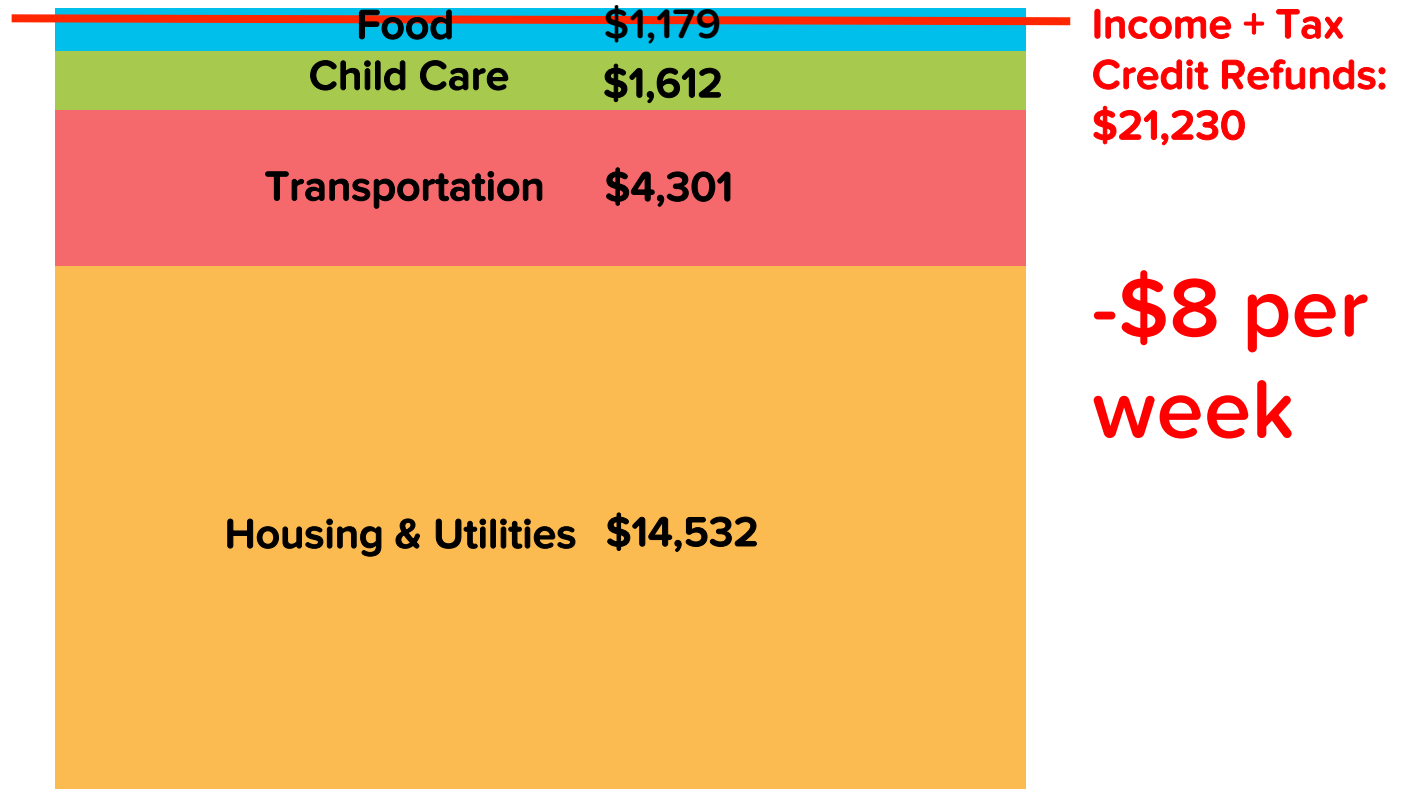 Food $1,179
Income + Tax
Credit Refunds:
$21,230
Child Care $1,612
Transportation $4,301
-$8 per
week
Housing & Utilities $14,532